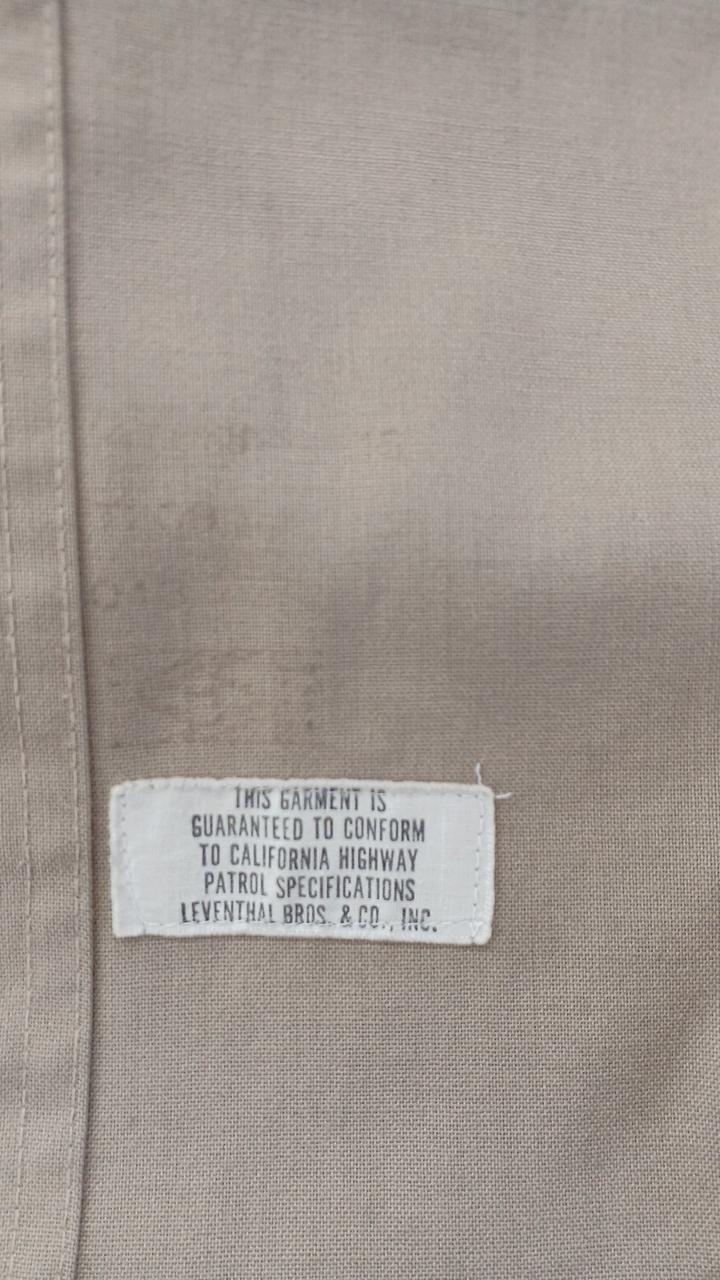 THIS GARMENT IS
GUARANTEED TO CONFORM
TO CALIFORNIA HIGHWAY
PATROL SPECIFICATIONS
LEVENTHAL BROS. & CO., INC.